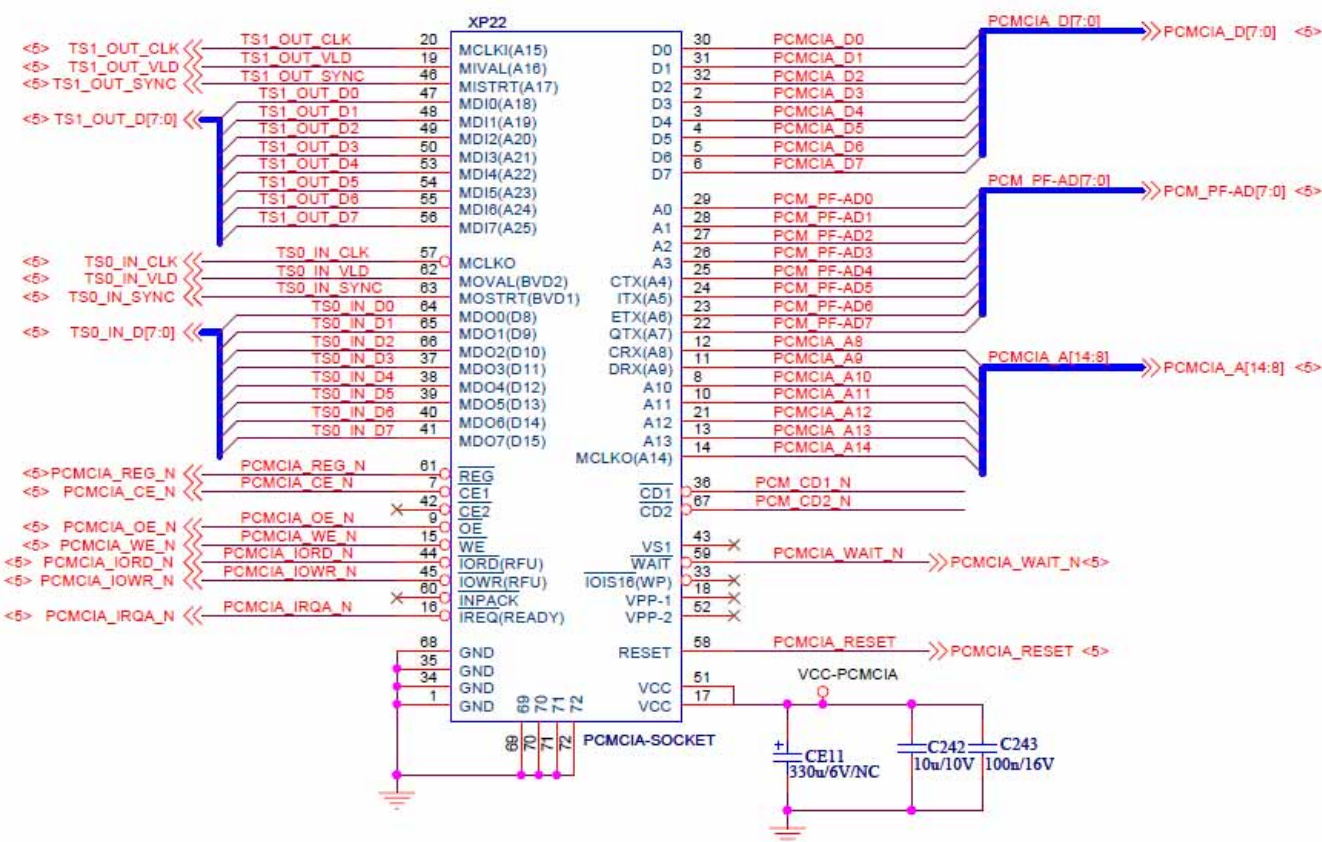 XP22
<5> TS1_OUT_CLK TS1_OUT_CLK 20 MCLKI(A15) D0 30 PCMCIA_D0 PCMCIA_D[7:0] PCMCIA_D[7:0] <5>
<5> TS1_OUT_VLD TS1_OUT_VLD 19 MIVAL(A16) D1 31 PCMCIA_D1
<5> TS1_OUT_SYNC TS1_OUT_SYNC 46 MISTRT(A17) D2 32 PCMCIA_D2
TS1_OUT_D0 47 MDI0(A18) D3 2 PCMCIA_D3
<5> TS1_OUT_D[7:0] TS1_OUT_D1 48 MDI1(A19) D4 3 PCMCIA_D4
TS1_OUT_D2 49 MDI2(A20) D5 4 PCMCIA_D5
TS1_OUT_D3 50 MDI3(A21) D6 5 PCMCIA_D6
TS1_OUT_D4 53 MDI4(A22) D7 6 PCMCIA_D7
TS1_OUT_D5 54 MDI5(A23) PCM_PF-AD[7:0] PCM_PF-AD[7:0] <5>
TS1_OUT_D6 55 MDI6(A24) A0 29 PCM_PF-AD0
TS1_OUT_D7 56 MDI7(A25) A1 28 PCM_PF-AD1
A2 27 PCM_PF-AD2
<5> TS0_IN_CLK TS0_IN_CLK 57 MCLKO A3 26 PCM_PF-AD3
<5> TS0_IN_VLD TS0_IN_VLD 62 MOVAL(BVD2) CTX(A4) 25 PCM_PF-AD4
<5> TS0_IN_SYNC TS0_IN_SYNC 63 MOSTRT(BVD1) ITX(A5) 24 PCM_PF-AD5
TS0_IN_D0 64 MDO0(D8) ETX(A6) 23 PCM_PF-AD6
<5> TS0_IN_D[7:0] TS0_IN_D1 65 MDO1(D9) QTX(A7) 22 PCM_PF-AD7
TS0_IN_D2 66 MDO2(D10) CRX(A8) 12 PCMCIA_A8
TS0_IN_D3 37 MDO3(D11) DRX(A9) 11 PCMCIA_A9 PCMCIA_A[14:8] PCMCIA_A[14:8] <5>
TS0_IN_D4 38 MDO4(D12) A10 8 PCMCIA_A10
TS0_IN_D5 39 MDO5(D13) A11 10 PCMCIA_A11
TS0_IN_D6 40 MDO6(D14) A12 21 PCMCIA_A12
TS0_IN_D7 41 MDO7(D15) A13 13 PCMCIA_A13
MCLKO(A14) 14 PCMCIA_A14
<5>PCMCIA_REG_N PCMCIA_REG_N 61 REG
<5> PCMCIA_CE_N PCMCIA_CE_N 7 CE1 CD1 36 PCM_CD1_N
42 CE2 CD2 67 PCM_CD2_N
<5> PCMCIA_OE_N PCMCIA_OE_N 9 OE
<5> PCMCIA_WE_N PCMCIA_WE_N 15 WE VS1 43
<5> PCMCIA_IORD_N PCMCIA_IORD_N 44 IORD(RFU) WAIT 59 PCMCIA_WAIT_N PCMCIA_WAIT_N<5>
<5> PCMCIA_IOWR_N PCMCIA_IOWR_N 45 IOWR(RFU) IOIS16(WP) 33
60 INPACK VPP-1 18
<5> PCMCIA_IRQA_N PCMCIA_IRQA_N 16 IREQ(READY) VPP-2 52
68 GND RESET 58 PCMCIA_RESET PCMCIA_RESET <5>
35 GND
34 GND VCC 51 VCC-PCMCIA
1 GND VCC 17
69 70 71 72
69 70 71 72 PCMCIA-SOCKET
+ CE11 C242 C243
330u/6V/NC 10u/10V 100n/16V